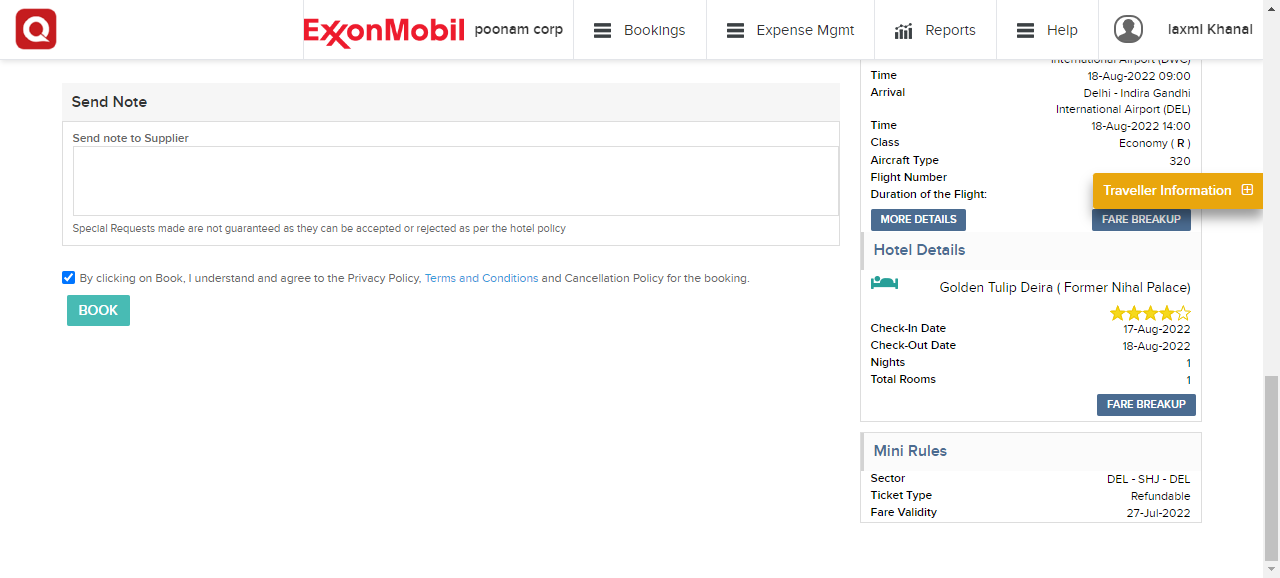 Q
ExxonMobil
poonam corp
Bookings
Expense Mgmt
Reports
Help
laxmi Khanal
Send Note
Send note to Supplier
Special Requests made are not guaranteed as they can be accepted or rejected as per the hotel policy
By clicking on Book, I understand and agree to the Privacy Policy, Terms and Conditions and Cancellation Policy for the booking.
BOOK
International Airport (DWC)
Time 18-Aug-2022 09:00
Arrival Delhi - Indira Gandhi
International Airport (DEL)
Time 18-Aug-2022 14:00
Class Economy ( R )
Aircraft Type 320
Flight Number
Duration of the Flight:
Traveller Information
MORE DETAILS FARE BREAKUP
Hotel Details
Golden Tulip Deira ( Former Nihal Palace)
Check-In Date 17-Aug-2022
Check-Out Date 18-Aug-2022
Nights 1
Total Rooms 1
FARE BREAKUP
Mini Rules
Sector DEL - SHJ - DEL
Ticket Type Refundable
Fare Validity 27-Jul-2022